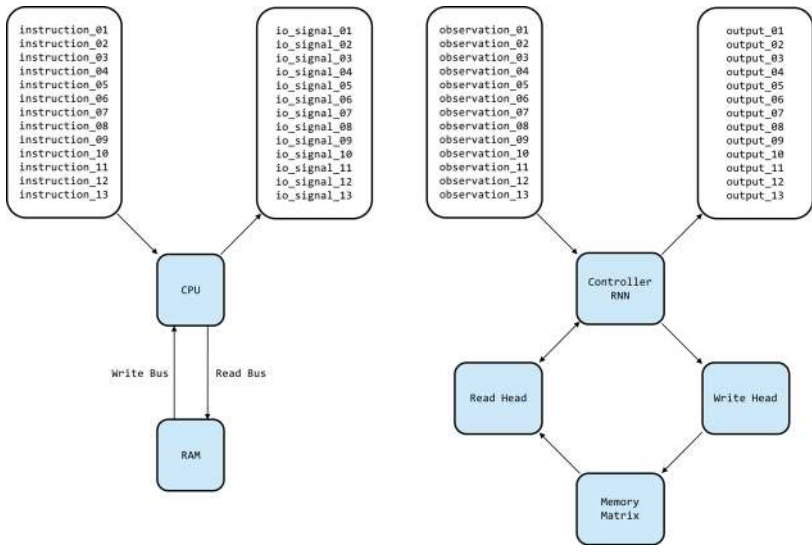 instruction_01
instruction_02
instruction_03
instruction_04
instruction_05
instruction_06
instruction_07
instruction_08
instruction_09
instruction_10
instruction_11
instruction_12
instruction_13
io_signal_01
io_signal_02
io_signal_03
io_signal_04
io_signal_05
io_signal_06
io_signal_07
io_signal_08
io_signal_09
io_signal_10
io_signal_11
io_signal_12
io_signal_13
CPU
Write Bus
Read Bus
RAM
observation_01
observation_02
observation_03
observation_04
observation_05
observation_06
observation_07
observation_08
observation_09
observation_10
observation_11
observation_12
observation_13
output_01
output_02
output_03
output_04
output_05
output_06
output_07
output_08
output_09
output_10
output_11
output_12
output_13
Controller
RNN
Read Head
Write Head
Memory
Matrix